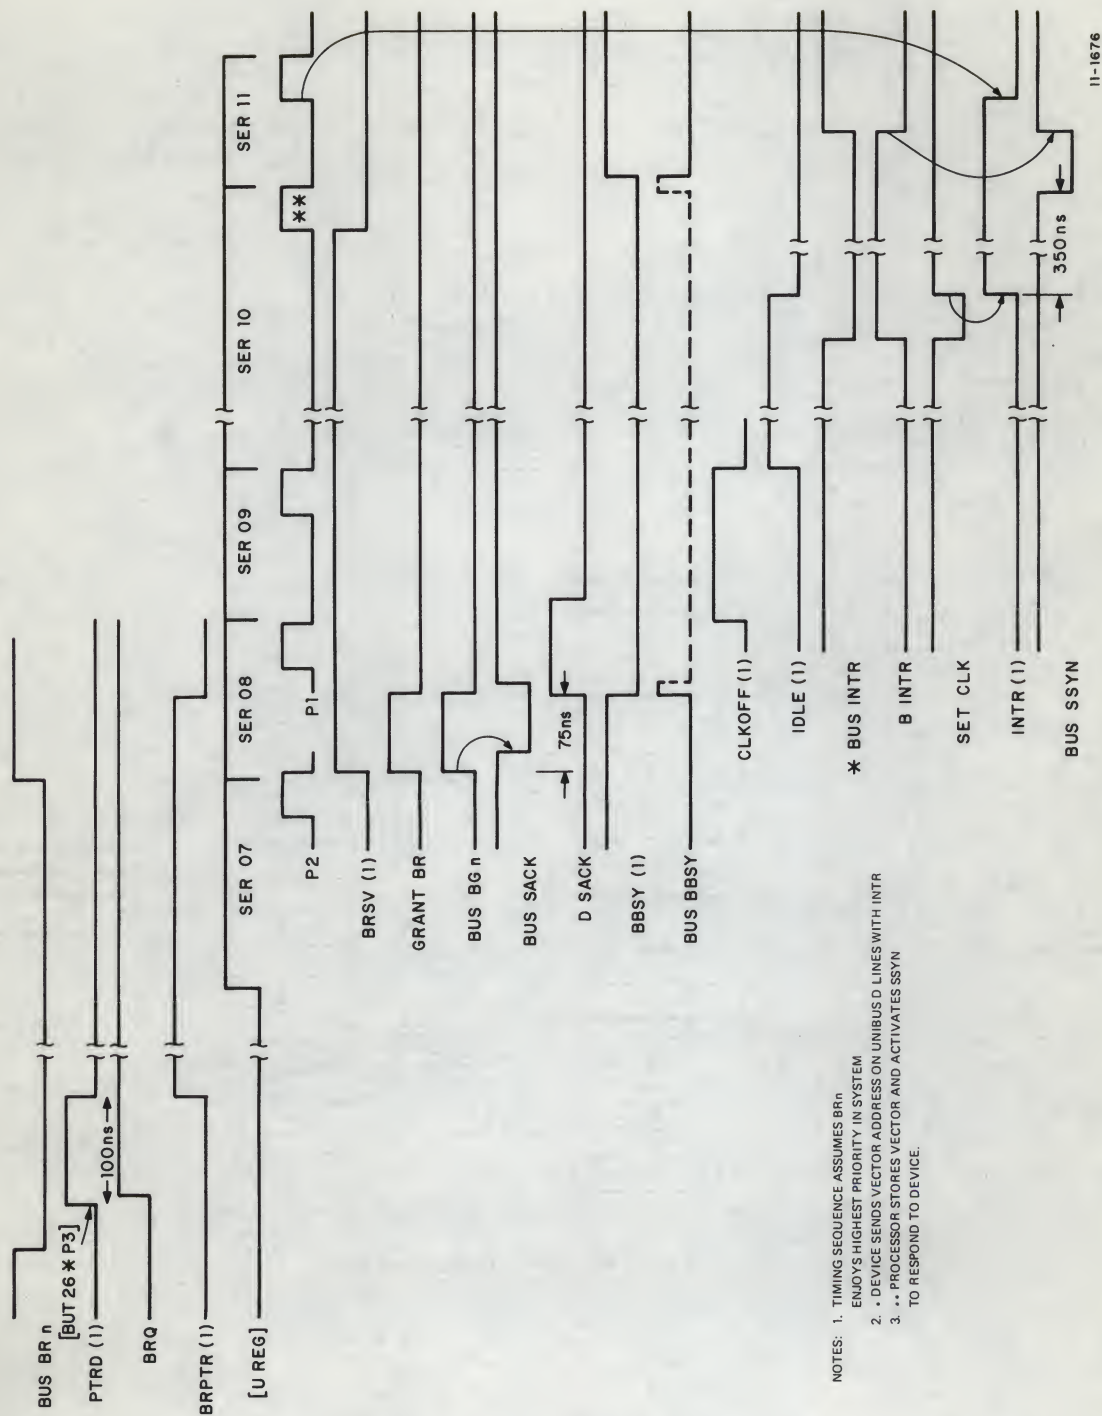 BUS BR n
[BUT 26 * P3]
PTRD (1)
100ns
BRQ
BRPTR (1)
[U REG]
SER 07
SER 08
SER 09
SER 10
SER 11
P2
P1
**
BRSV (1)
GRANT BR
BUS BG n
BUS SACK
75ns
D SACK
BBSY (1)
BUS BBSY
CLKOFF (1)
IDLE (1)
* BUS INTR
B INTR
SET CLK
INTR (1)
350ns
BUS SSYN
NOTES: 1. TIMING SEQUENCE ASSUMES BRn
ENJOYS HIGHEST PRIORITY IN SYSTEM
2. • DEVICE SENDS VECTOR ADDRESS ON UNIBUS D LINES WITH INTR
3. •• PROCESSOR STORES VECTOR AND ACTIVATES SSYN
TO RESPOND TO DEVICE.
11-1676